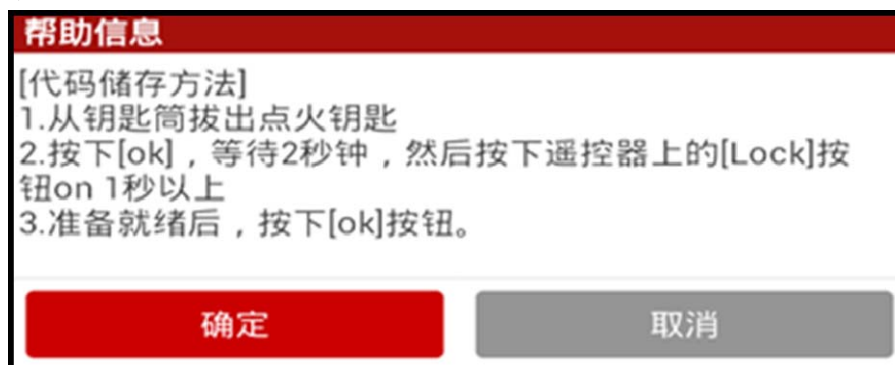 帮助信息
[代码储存方法]
1.从钥匙筒拔出点火钥匙
2.按下[ok]，等待2秒钟，然后按下遥控器上的[Lock]按
钮on 1秒以上
3.准备就绪后，按下[ok]按钮。
确定
取消